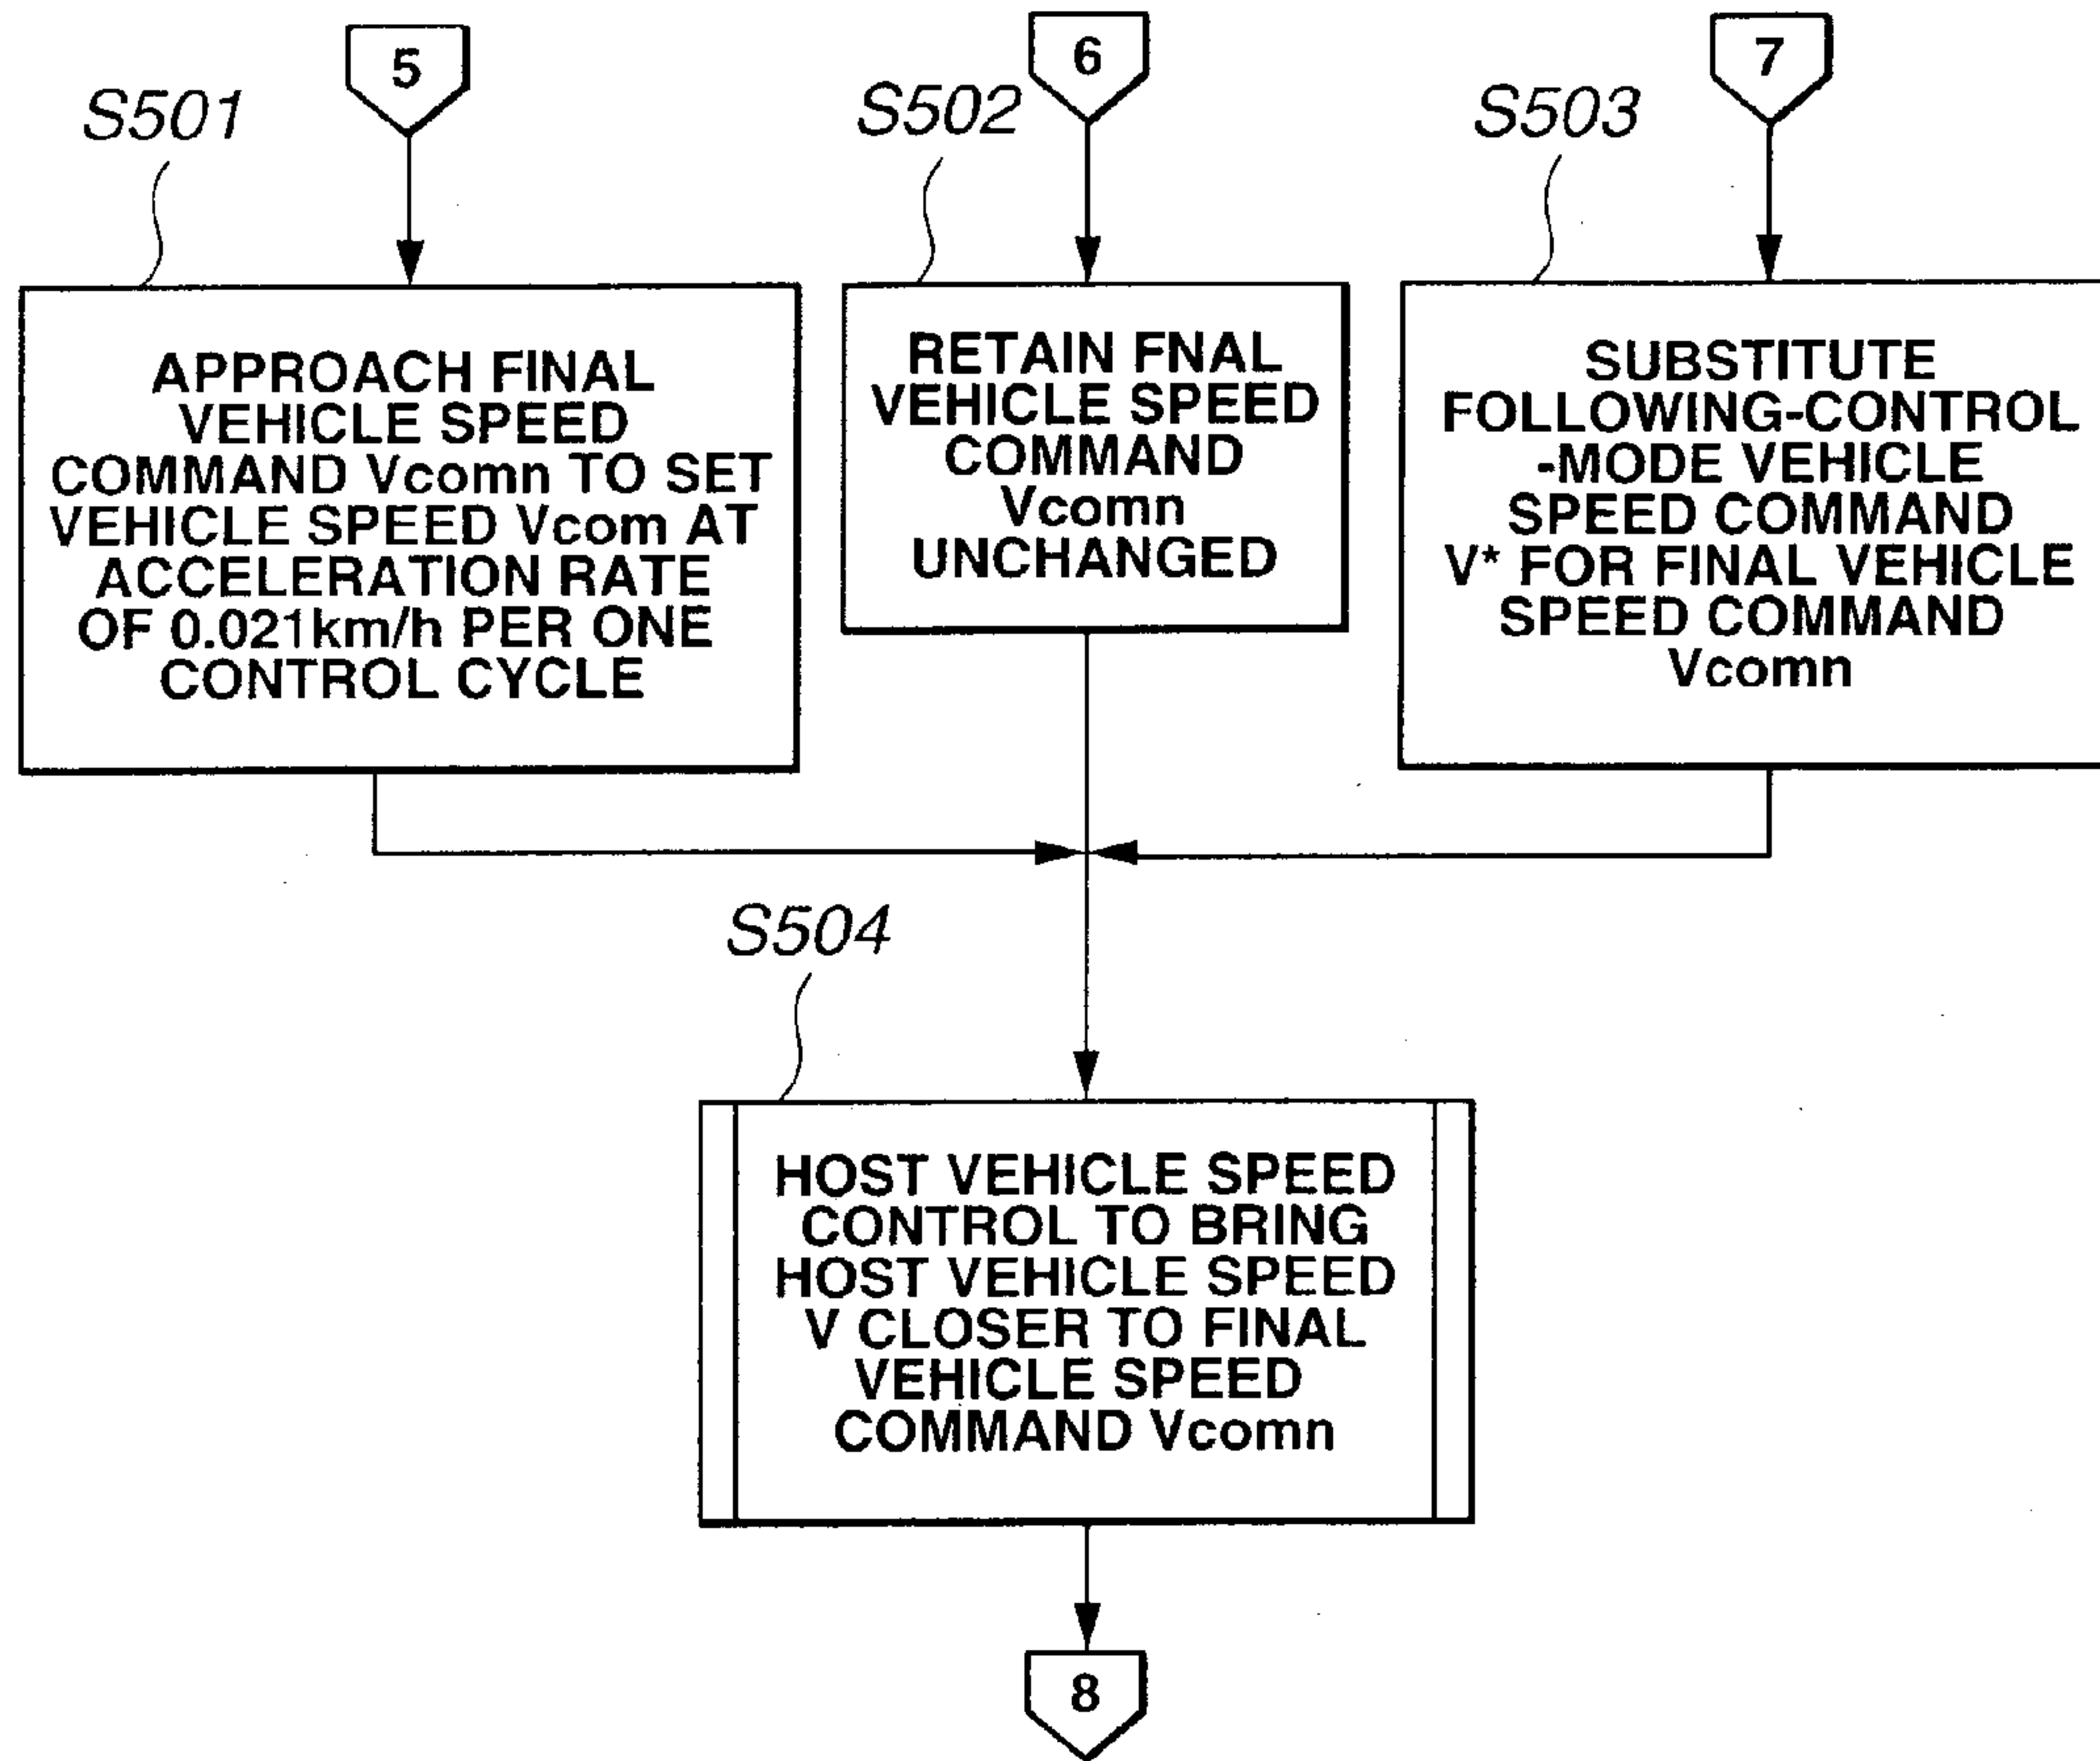 5
6
7
S501
S502
S503
APPROACH FINAL
VEHICLE SPEED
COMMAND Vcomn TO SET
VEHICLE SPEED Vcom AT
ACCELERATION RATE
OF 0.021km/h PER ONE
CONTROL CYCLE
RETAIN FNAL
VEHICLE SPEED
COMMAND
Vcomn
UNCHANGED
SUBSTITUTE
FOLLOWING-CONTROL
-MODE VEHICLE
SPEED COMMAND
V* FOR FINAL VEHICLE
SPEED COMMAND
Vcomn
S504
HOST VEHICLE SPEED
CONTROL TO BRING
HOST VEHICLE SPEED
V CLOSER TO FINAL
VEHICLE SPEED
COMMAND Vcomn
8